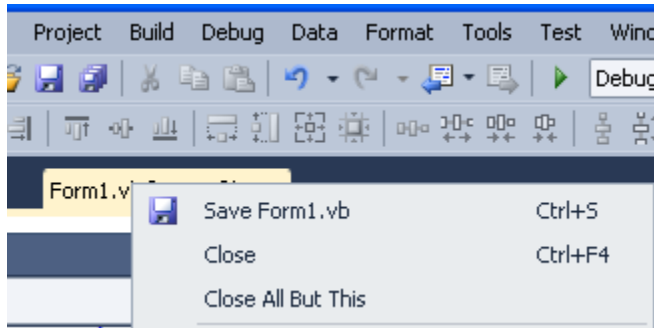 Project Build Debug Data Format Tools Test
Debug
Form1.v
Save Form1.vb Ctrl+S
Close Ctrl+F4
Close All But This